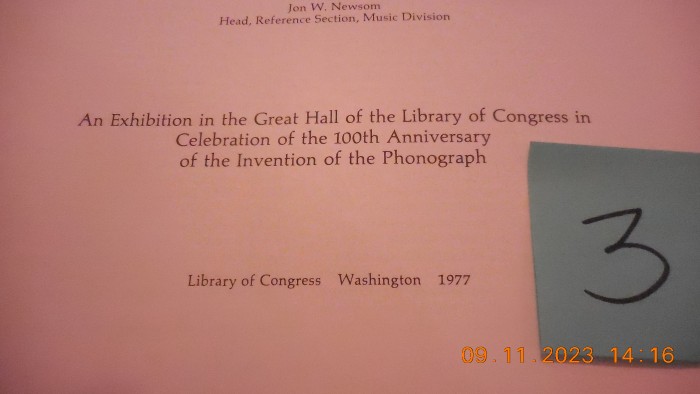 Jon W. Newsom
Head, Reference Section, Music Division
An Exhibition in the Great Hall of the Library of Congress in
Celebration of the 100th Anniversary
of the Invention of the Phonograph
Library of Congress Washington 1977
3
09.11.2023 14:16